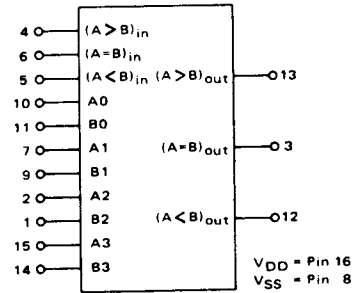 4 (A>B)in
6 (A=B)in
5 (A<B)in (A>B)out 13
10 A0
11 B0
7 A1 (A=B)out 3
9 B1
2 A2
1 B2 (A<B)out 12
15 A3
14 B3
VDD = Pin 16
VSS = Pin 8